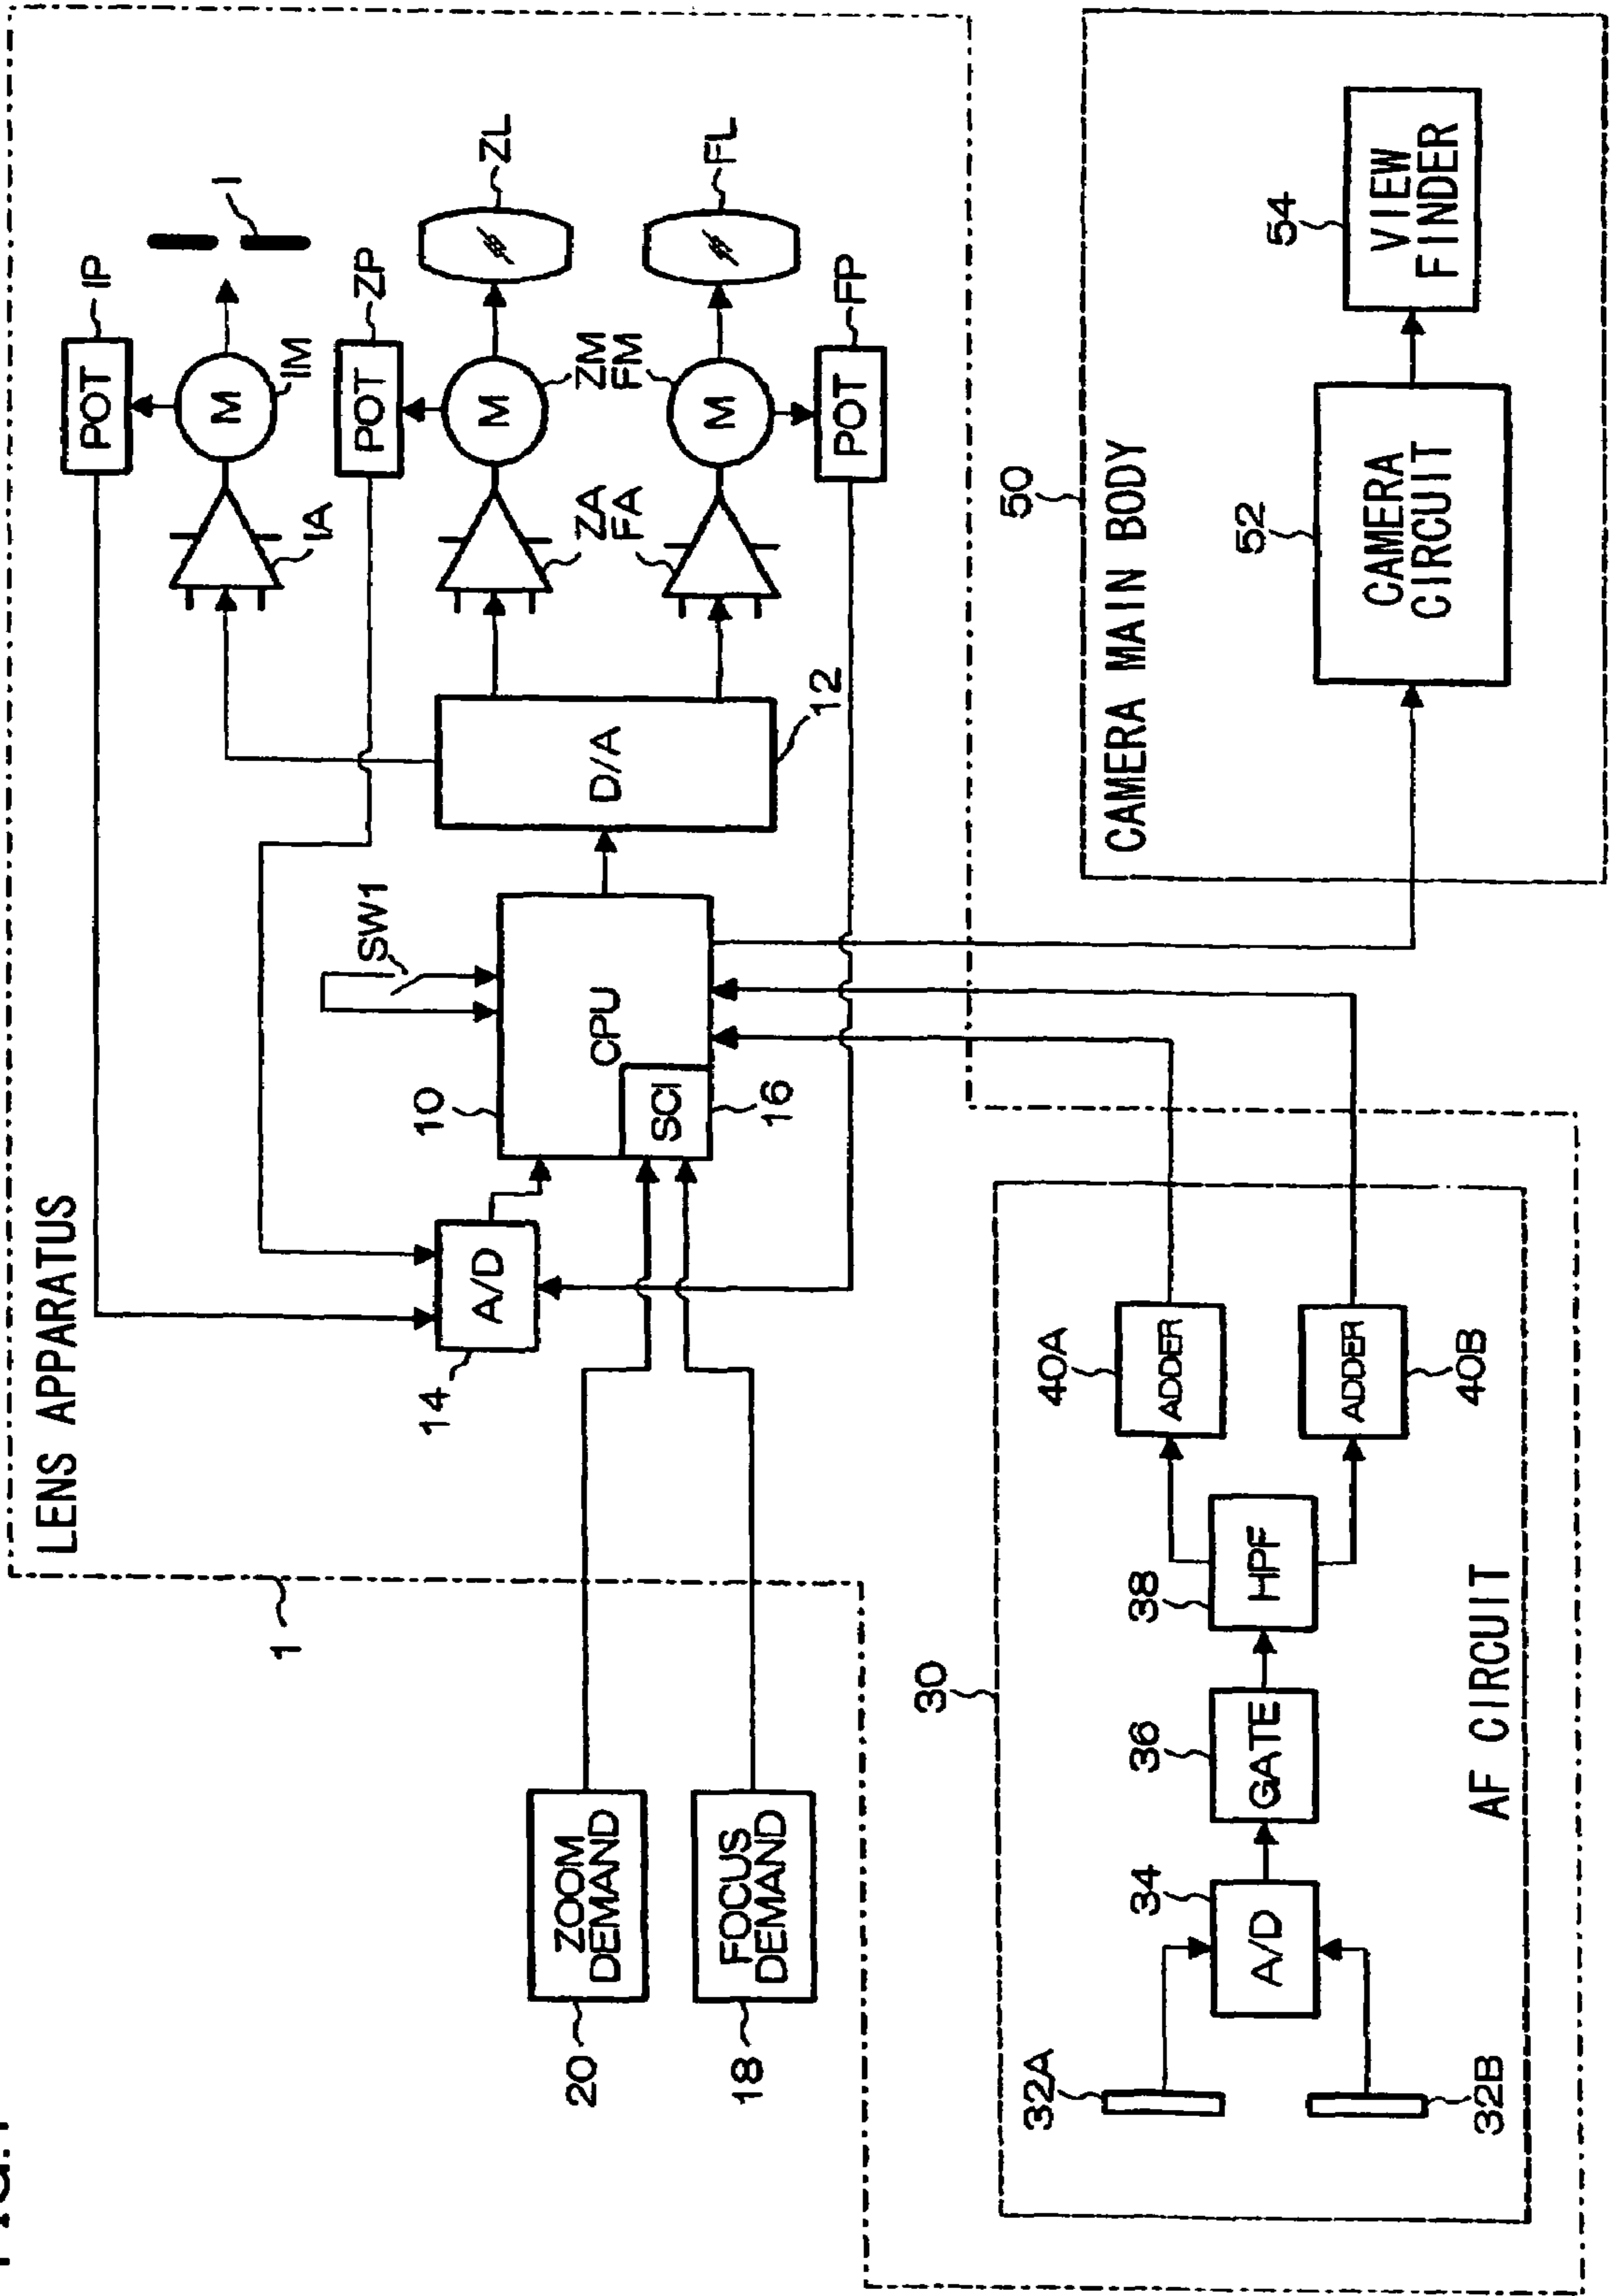 LENS APPARATUS
1
IP
POT
IM
M
I
IA
ZP
POT
ZL
M
ZM
FM
ZA
FA
FL
M
FP
POT
D/A
12
SW1
CPU
10
SCI
16
A/D
14
ZOOM
DEMAND
20
FOCUS
DEMAND
18
30
AF CIRCUIT
32A
32B
34
A/D
36
GATE
38
HPF
40A
ADDER
ADDER
40B
50
CAMERA MAIN BODY
52
CAMERA
CIRCUIT
54
VIEW
FINDER